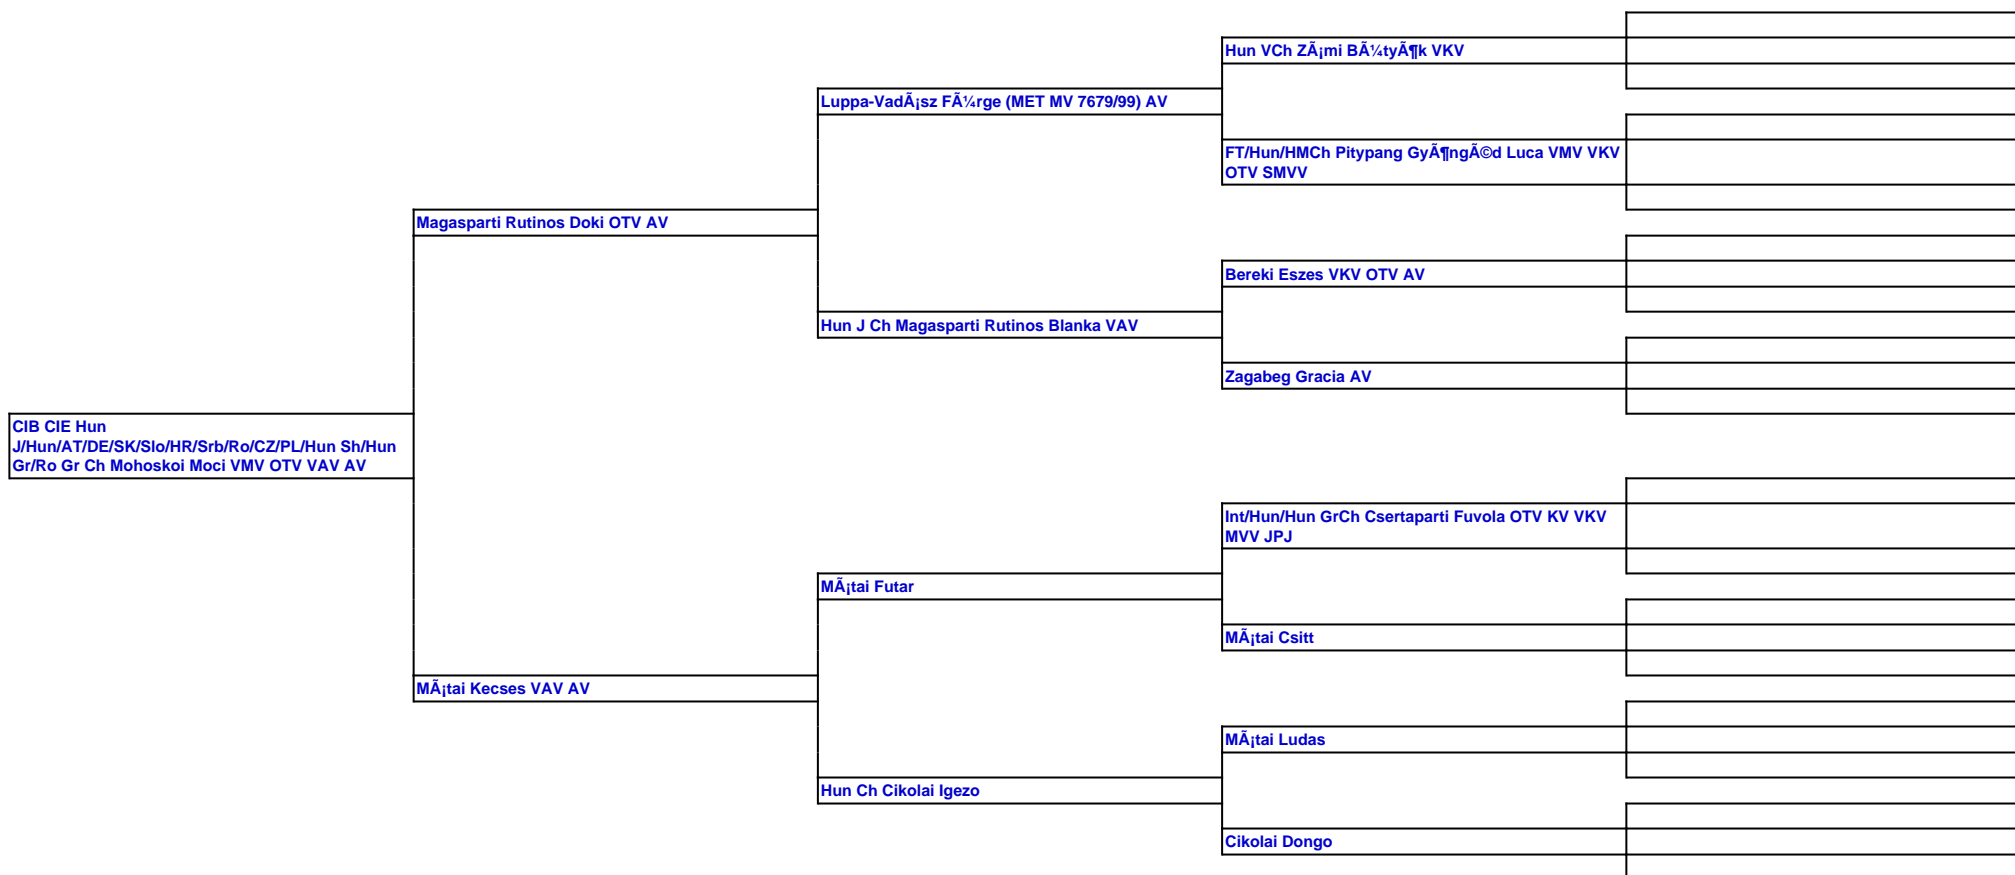 Hun VCh ZÃ¡mi BÃ¼tyÃ¶k VKV
Luppa-VadÃ¡sz FÃ¼rge (MET MV 7679/99) AV
FT/Hun/HMCh Pitypang GyÃ¶ngÃ©d Luca VMV VKV
OTV SMVV
Magasparti Rutinos Doki OTV AV
Bereki Eszes VKV OTV AV
Hun J Ch Magasparti Rutinos Blanka VAV
Zagabeg Gracia AV
CIB CIE Hun
J/Hun/AT/DE/SK/Slo/HR/Srb/Ro/CZ/PL/Hun Sh/Hun
Gr/Ro Gr Ch Mohoskoi Moci VMV OTV VAV AV
Int/Hun/Hun GrCh Csertaparti Fuvola OTV KV VKV
MVV JPJ
MÃ¡tai Futar
MÃ¡tai Csitt
MÃ¡tai Kecses VAV AV
MÃ¡tai Ludas
Hun Ch Cikolai Igezo
Cikolai Dongo